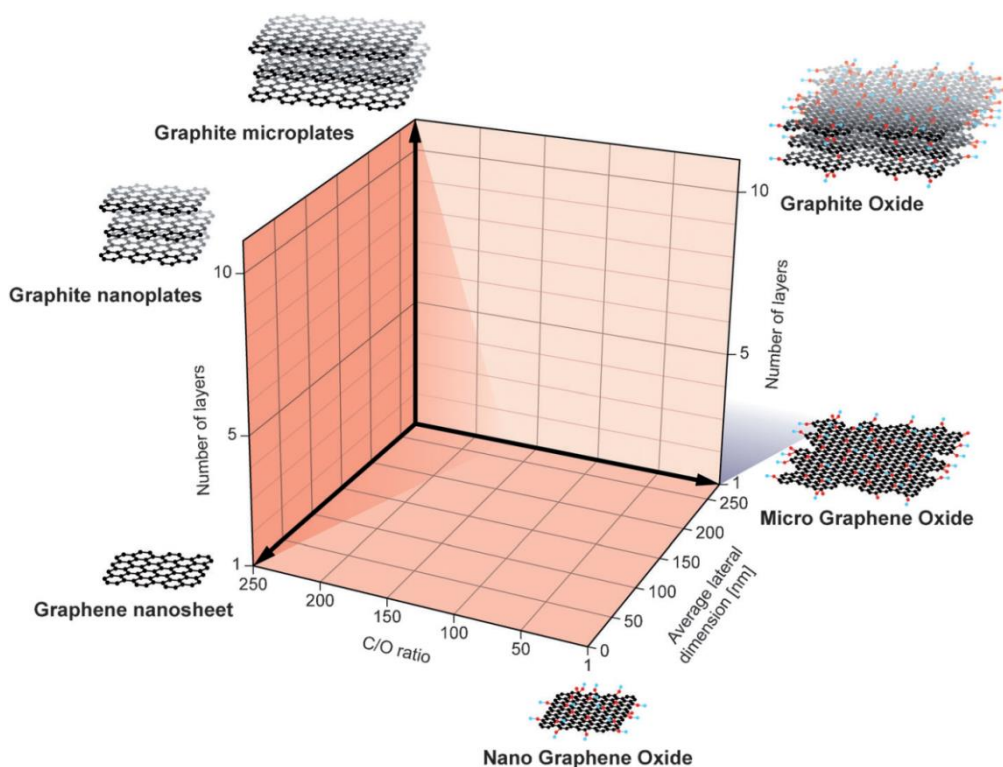 Graphite microplates
Graphite Oxide
Graphite nanoplates
10
5
1
Number of layers
10
5
1
Number of layers
Micro Graphene Oxide
Graphene nanosheet
250
200
150
100
50
1
C/O ratio
250
200
150
100
50
0
Average lateral
dimension [nm]
Nano Graphene Oxide